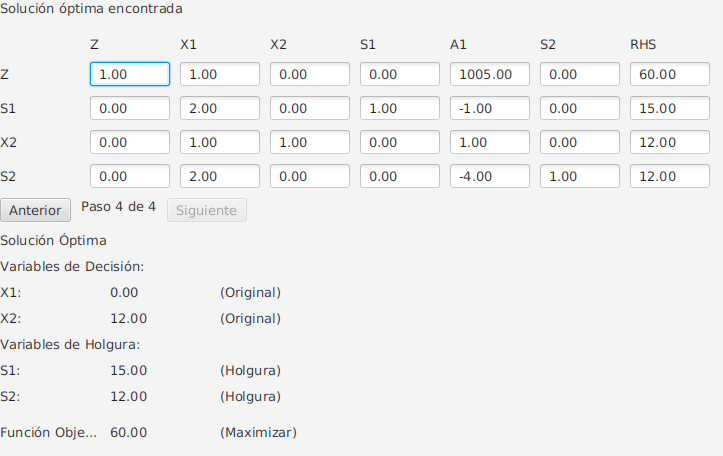 Solución óptima encontrada
Z X1 X2 S1 A1 S2 RHS
Z 1.00 1.00 0.00 0.00 1005.00 0.00 60.00
S1 0.00 2.00 0.00 1.00 -1.00 0.00 15.00
X2 0.00 1.00 1.00 0.00 1.00 0.00 12.00
S2 0.00 2.00 0.00 0.00 -4.00 1.00 12.00
Anterior Paso 4 de 4 Siguiente
Solución Óptima
Variables de Decisión:
X1: 0.00 (Original)
X2: 12.00 (Original)
Variables de Holgura:
S1: 15.00 (Holgura)
S2: 12.00 (Holgura)
Función Obje... 60.00 (Maximizar)